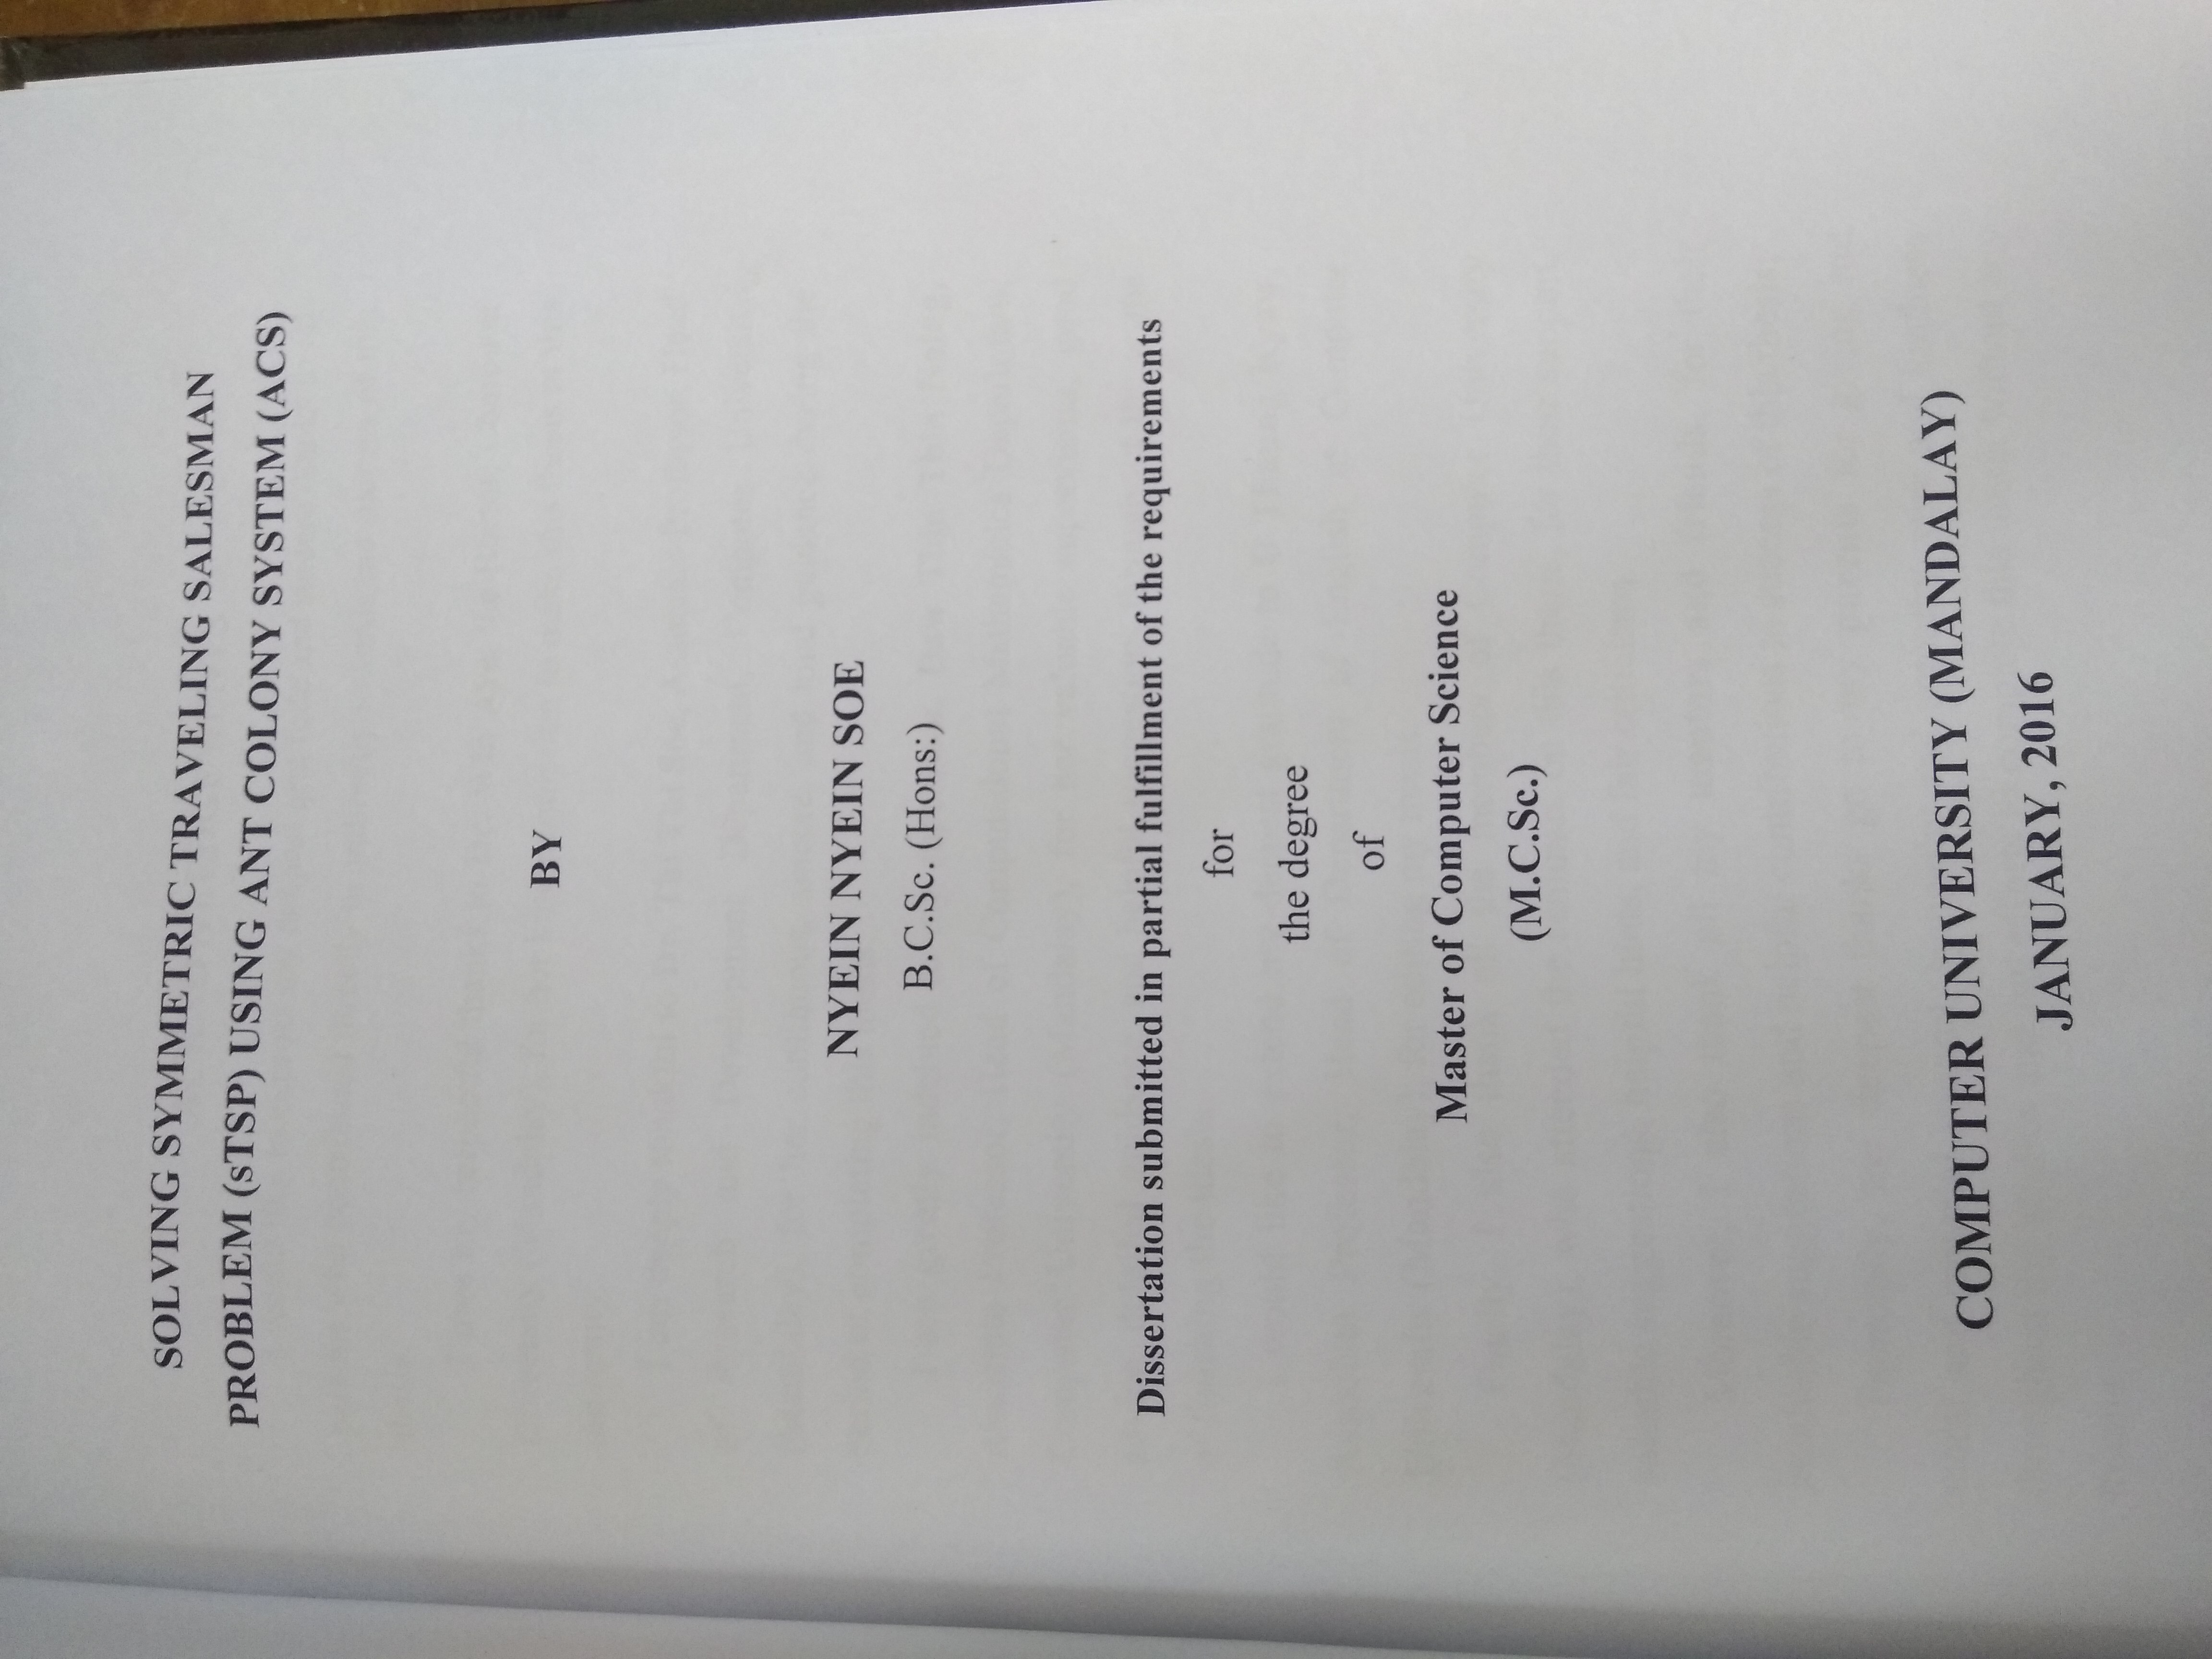 SOLVING SYMMETRIC TRAVELING SALESMAN
PROBLEM (sTSP) USING ANT COLONY SYSTEM (ACS)
BY
NYEIN NYEIN SOE
B.C.Sc. (Hons:)
Dissertation submitted in partial fulfillment of the requirements
for
the degree
of
Master of Computer Science
(M.C.Sc.)
COMPUTER UNIVERSITY (MANDALAY)
JANUARY, 2016